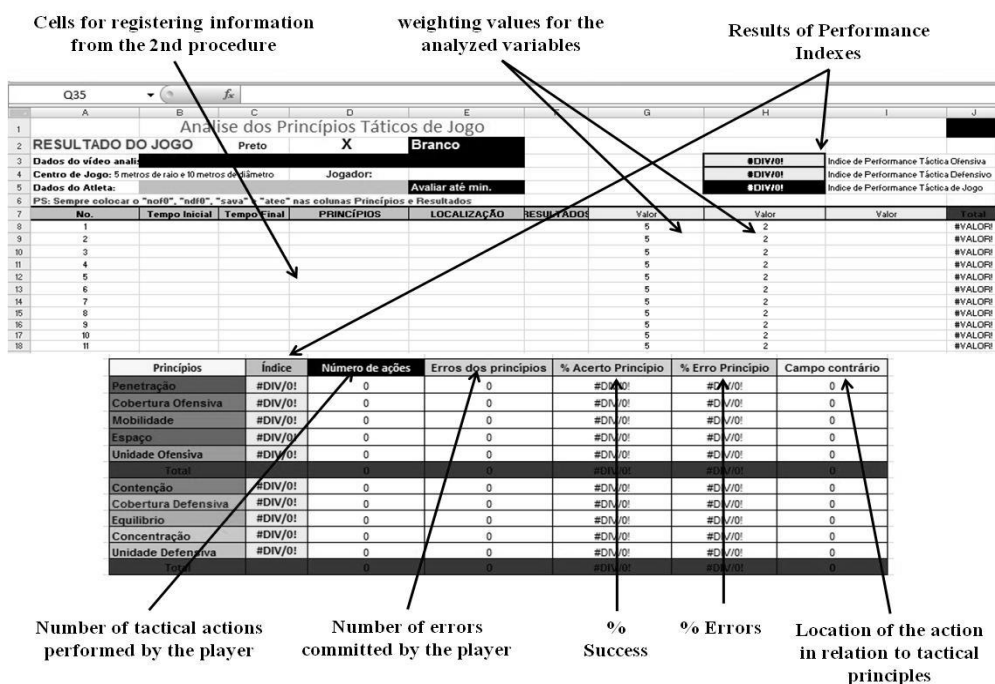 Cells for registering information
from the 2nd procedure
weighting values for the
analyzed variables
Results of Performance
Indexes
Q35 fx
A B C D E F G H I J
1 Análise dos Princípios Táticos de Jogo
2 RESULTADO DO JOGO Preto X Branco
3 Dados do vídeo analis #DIV/0! Indice de Performance Táctica Ofensiva
4 Centro de Jogo: 5 metros de raio e 10 metros de diâmetro Jogador: #DIV/0! Indice de Performance Táctica Defensivo
5 Dados do Atleta: Avaliar até min. #DIV/0! Indice de Performance Táctica de Jogo
6 PS: Sempre colocar o "nof0", "ndf0", "sava" e "atec" nas colunas Princípios e Resultados
7 No. Tempo Inicial Tempo Final PRINCÍPIOS LOCALIZAÇÃO RESULTADOS Valor Valor Valor Total
8 1 5 2 #VALOR!
9 2 5 2 #VALOR!
10 3 5 2 #VALOR!
11 4 5 2 #VALOR!
12 5 5 2 #VALOR!
13 6 5 2 #VALOR!
14 7 5 2 #VALOR!
15 8 5 2 #VALOR!
16 9 5 2 #VALOR!
17 10 5 2 #VALOR!
18 11 5 2 #VALOR!
Princípios Índice Número de ações Erros dos princípios % Acerto Princípio % Erro Princípio Campo contrário
Penetração #DIV/0! 0 0 #DIV/0! #DIV/0! 0
Cobertura Ofensiva #DIV/0! 0 0 #DIV/0! #DIV/0! 0
Mobilidade #DIV/0! 0 0 #DIV/0! #DIV/0! 0
Espaço #DIV/0! 0 0 #DIV/0! #DIV/0! 0
Unidade Ofensiva #DIV/0! 0 0 #DIV/0! #DIV/0! 0
Total 0 0 #DIV/0! #DIV/0! 0
Contenção #DIV/0! 0 0 #DIV/0! #DIV/0! 0
Cobertura Defensiva #DIV/0! 0 0 #DIV/0! #DIV/0! 0
Equilíbrio #DIV/0! 0 0 #DIV/0! #DIV/0! 0
Concentração #DIV/0! 0 0 #DIV/0! #DIV/0! 0
Unidade Defensiva #DIV/0! 0 0 #DIV/0! #DIV/0! 0
Total 0 0 #DIV/0! #DIV/0! 0
Number of tactical actions
performed by the player
Number of errors
committed by the player
%
Success
% Errors
Location of the action
in relation to tactical
principles